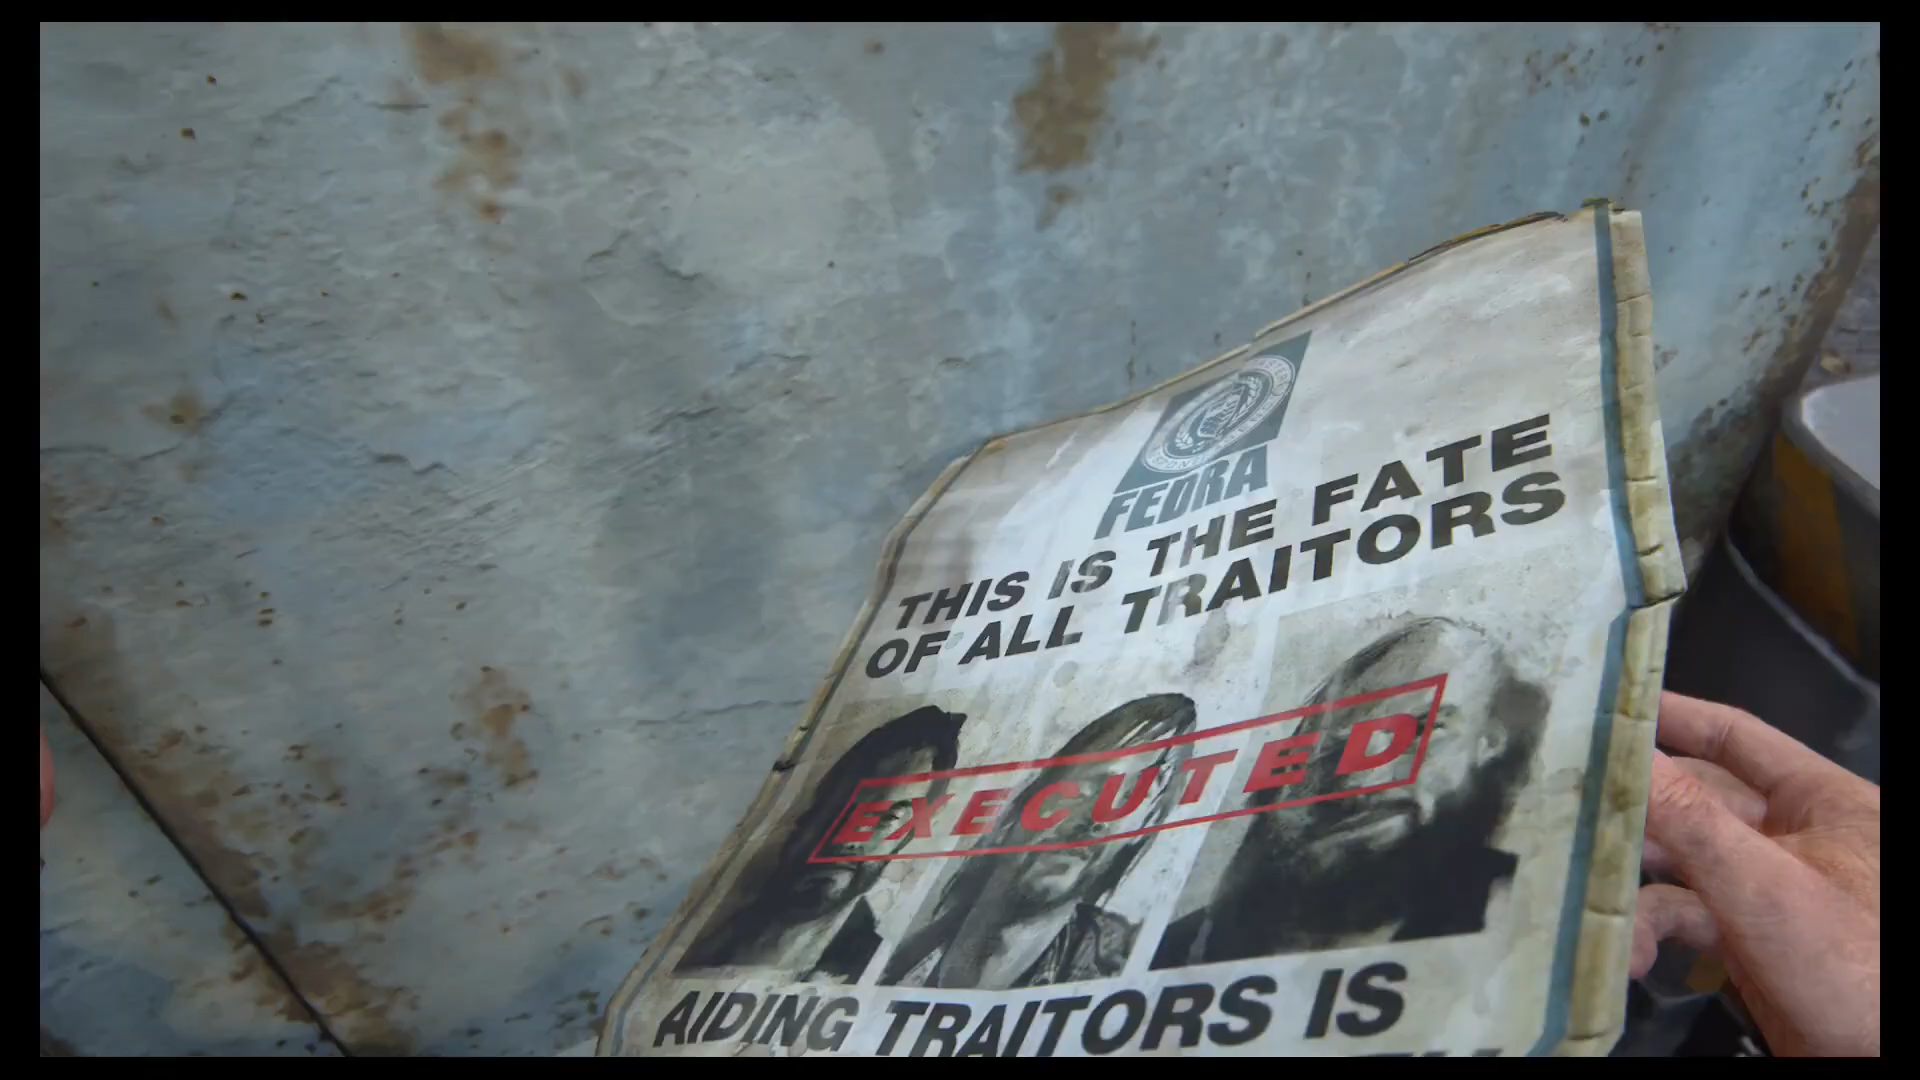 FEDRA
THIS IS THE FATE
OF ALL TRAITORS
EXECUTED
AIDING TRAITORS IS